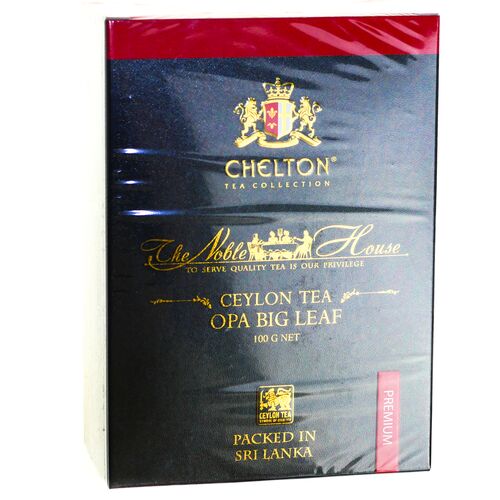 CHELTON®
TEA COLLECTION
The Noble House
TO SERVE QUALITY TEA IS OUR PRIVILEGE
CEYLON TEA
OPA BIG LEAF
100 G NET
CEYLON TEA
PREMIUM
PACKED IN
SRI LANKA